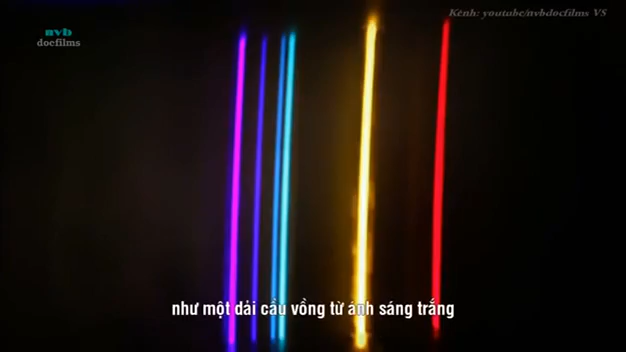 nvb
docfilms
Kênh: youtube/nvbdocfilms VS
như một dải cầu vồng từ ánh sáng trắng